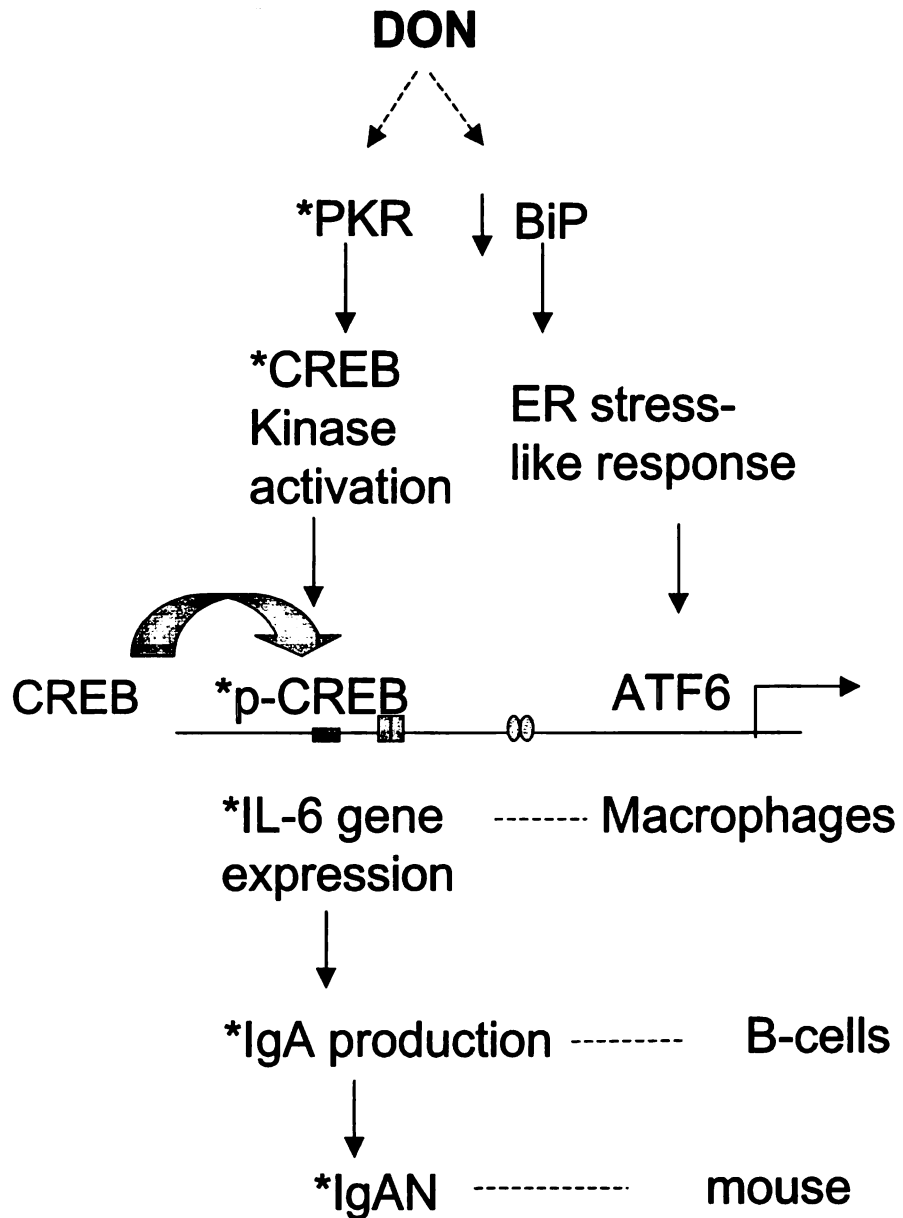 DON
*PKR
BiP
*CREB
Kinase
activation
ER stress-
like response
CREB
*p-CREB
ATF6
*IL-6 gene
expression
Macrophages
*IgA production
B-cells
*IgAN
mouse